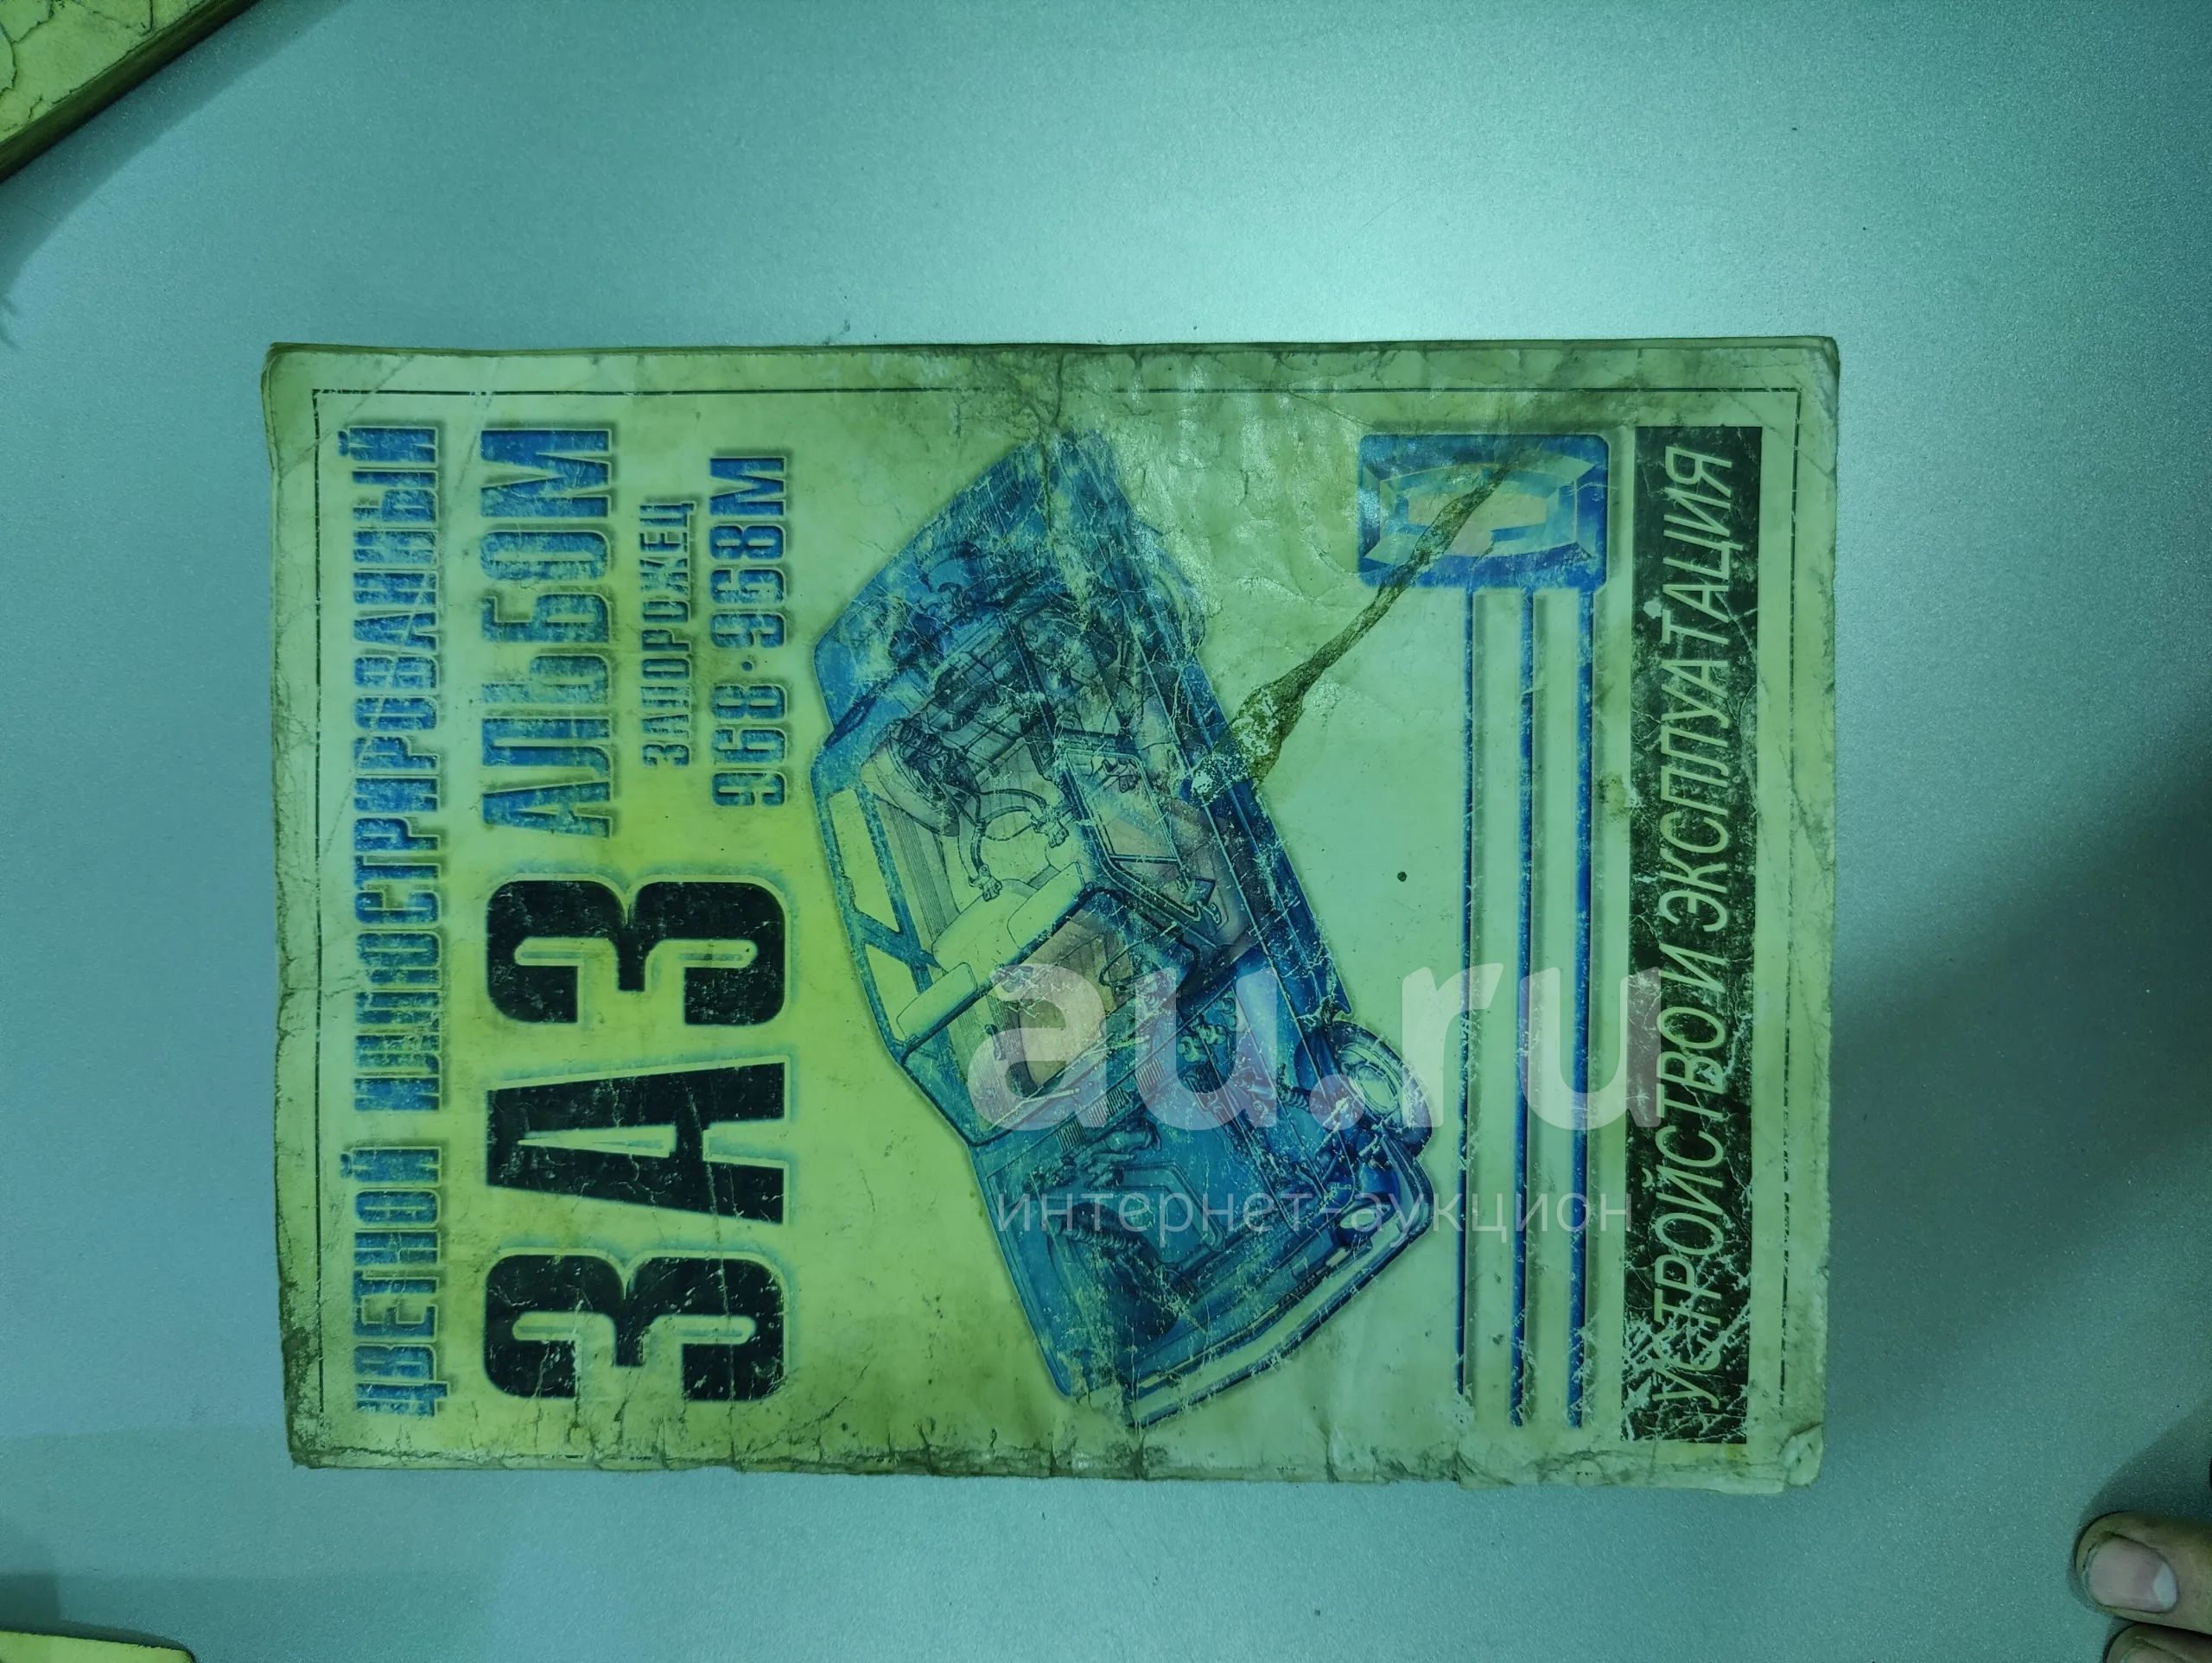 ЦВЕТНОЙ ИЛЛЮСТРИРОВАННЫЙ
ЗАЗ АЛЬБОМ
ЗАПОРОЖЕЦ
968·968М
УСТРОЙСТВО И ЭКСПЛУАТАЦИЯ
au.ru
интернет-аукцион